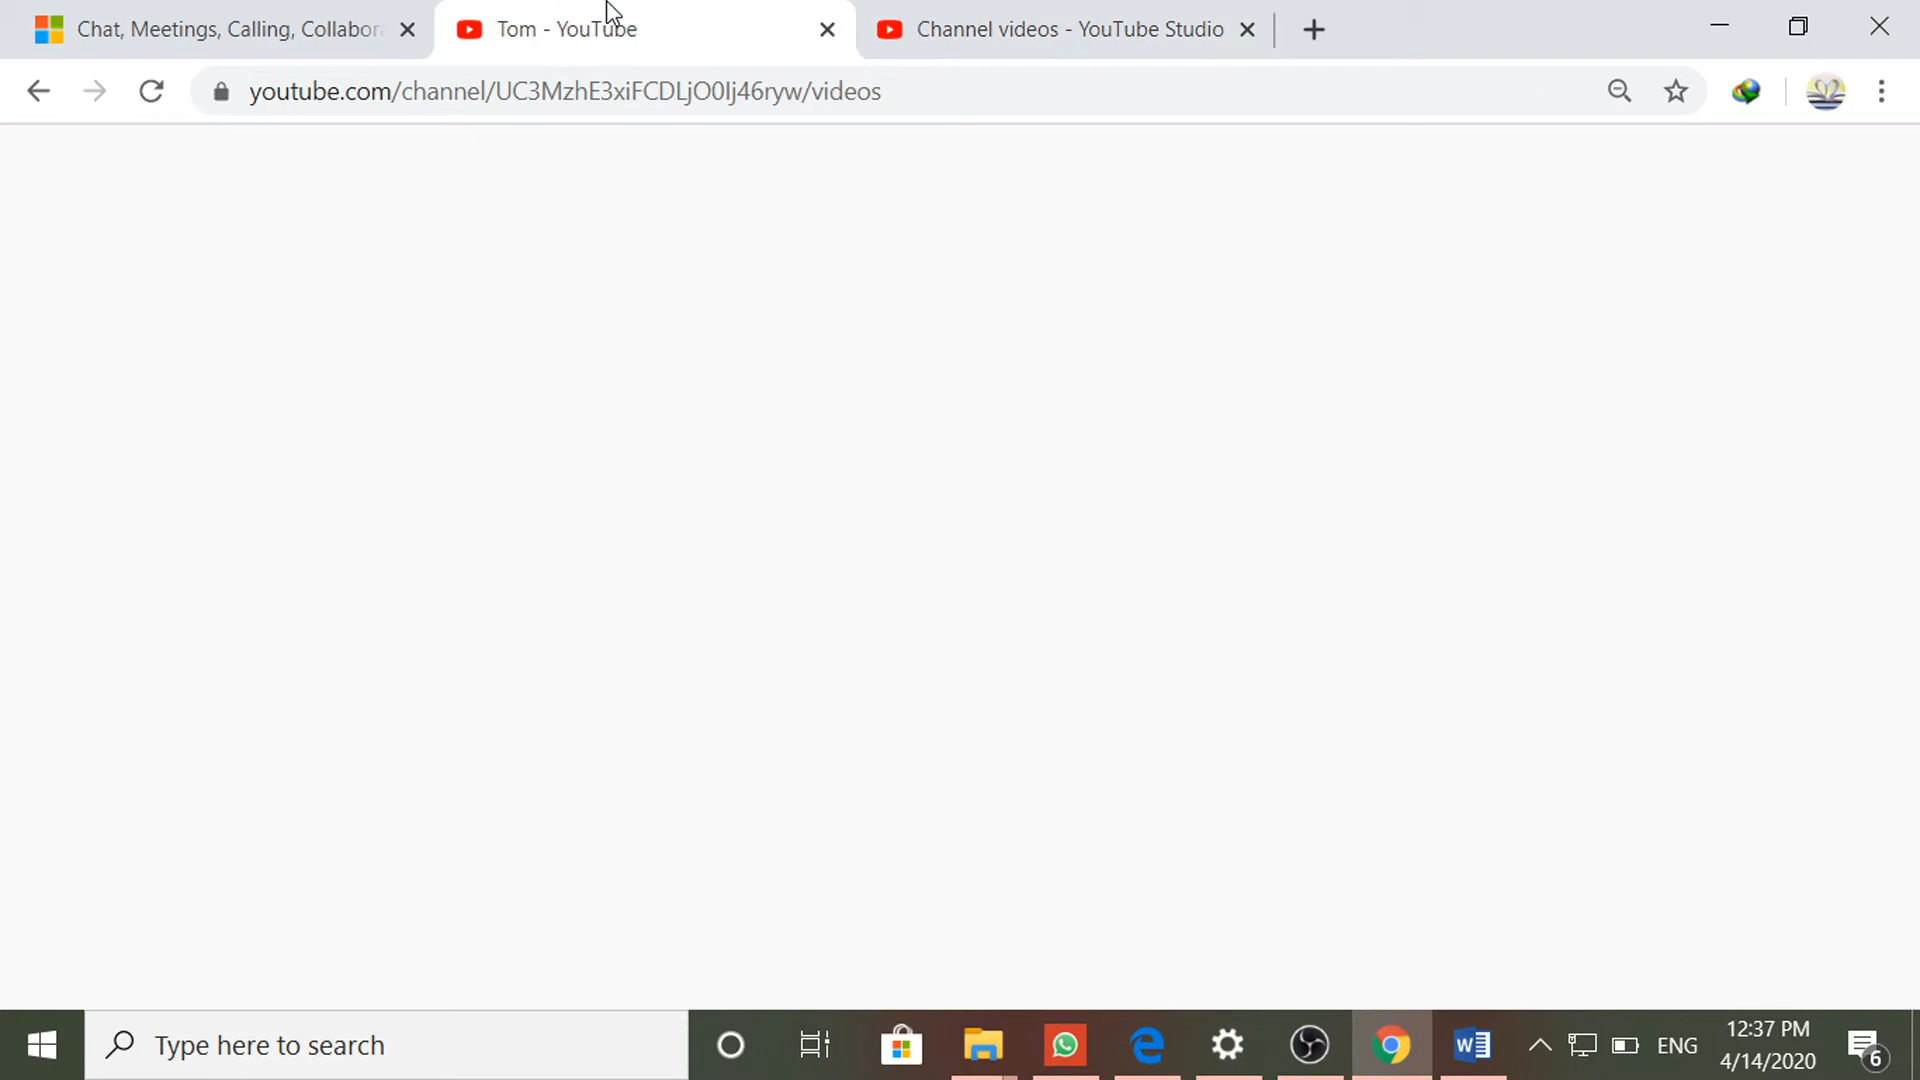 Chat, Meetings, Calling, Collabor
Tom - YouTube
Channel videos - YouTube Studio
youtube.com/channel/UC3MzhE3xiFCDLjO0Ij46ryw/videos
Type here to search
ENG
12:37 PM
4/14/2020
6